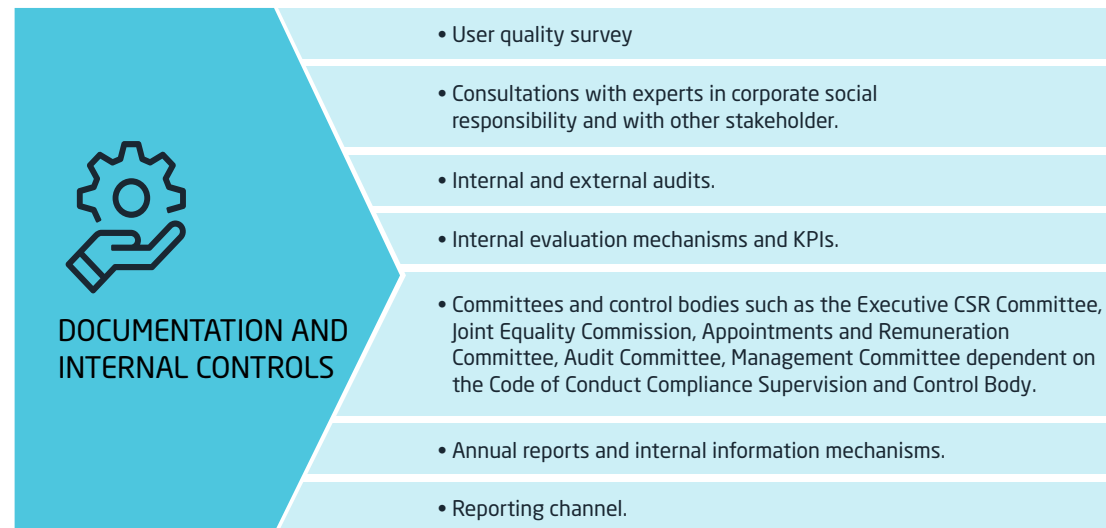 DOCUMENTATION AND
INTERNAL CONTROLS
• User quality survey
• Consultations with experts in corporate social
responsibility and with other stakeholder.
• Internal and external audits.
• Internal evaluation mechanisms and KPIs.
• Committees and control bodies such as the Executive CSR Committee,
Joint Equality Commission, Appointments and Remuneration
Committee, Audit Committee, Management Committee dependent on
the Code of Conduct Compliance Supervision and Control Body.
• Annual reports and internal information mechanisms.
• Reporting channel.